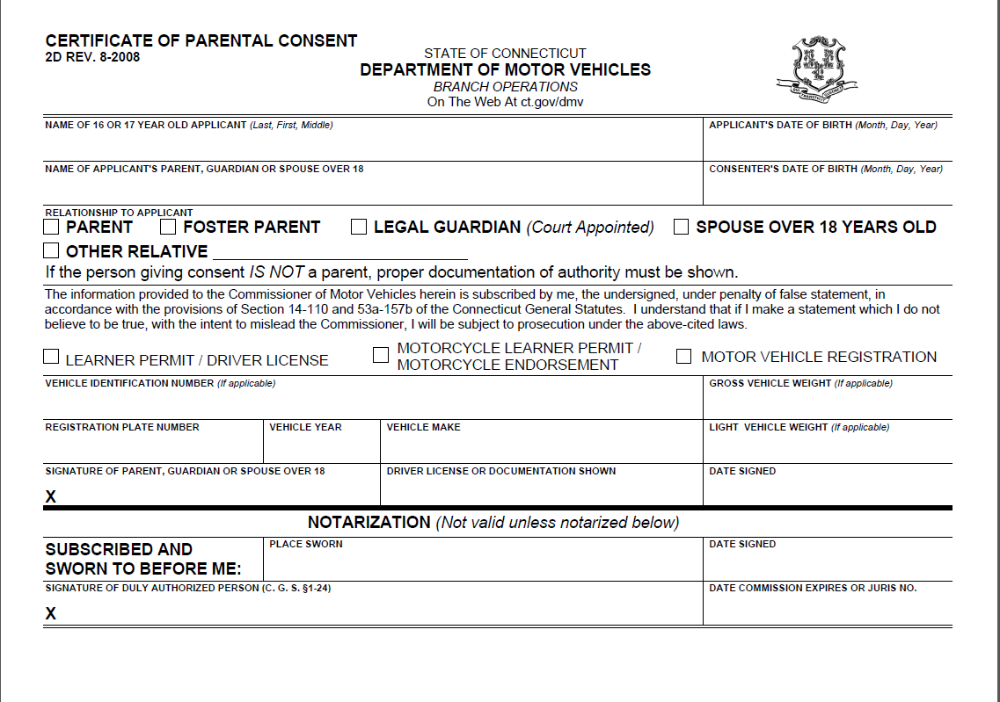 CERTIFICATE OF PARENTAL CONSENT
2D REV. 8-2008
STATE OF CONNECTICUT
DEPARTMENT OF MOTOR VEHICLES
BRANCH OPERATIONS
On The Web At ct.gov/dmv
NAME OF 16 OR 17 YEAR OLD APPLICANT (Last, First, Middle)
APPLICANT'S DATE OF BIRTH (Month, Day, Year)
NAME OF APPLICANT'S PARENT, GUARDIAN OR SPOUSE OVER 18
CONSENTER'S DATE OF BIRTH (Month, Day, Year)
RELATIONSHIP TO APPLICANT
PARENT FOSTER PARENT LEGAL GUARDIAN (Court Appointed) SPOUSE OVER 18 YEARS OLD
OTHER RELATIVE
If the person giving consent IS NOT a parent, proper documentation of authority must be shown.
The information provided to the Commissioner of Motor Vehicles herein is subscribed by me, the undersigned, under penalty of false statement, in
accordance with the provisions of Section 14-110 and 53a-157b of the Connecticut General Statutes. I understand that if I make a statement which I do not
believe to be true, with the intent to mislead the Commissioner, I will be subject to prosecution under the above-cited laws.
LEARNER PERMIT / DRIVER LICENSE
MOTORCYCLE LEARNER PERMIT /
MOTORCYCLE ENDORSEMENT
MOTOR VEHICLE REGISTRATION
VEHICLE IDENTIFICATION NUMBER (If applicable)
GROSS VEHICLE WEIGHT (If applicable)
REGISTRATION PLATE NUMBER
VEHICLE YEAR
VEHICLE MAKE
LIGHT VEHICLE WEIGHT (If applicable)
SIGNATURE OF PARENT, GUARDIAN OR SPOUSE OVER 18
X
DRIVER LICENSE OR DOCUMENTATION SHOWN
DATE SIGNED
NOTARIZATION (Not valid unless notarized below)
SUBSCRIBED AND
SWORN TO BEFORE ME:
PLACE SWORN
DATE SIGNED
SIGNATURE OF DULY AUTHORIZED PERSON (C. G. S. §1-24)
X
DATE COMMISSION EXPIRES OR JURIS NO.